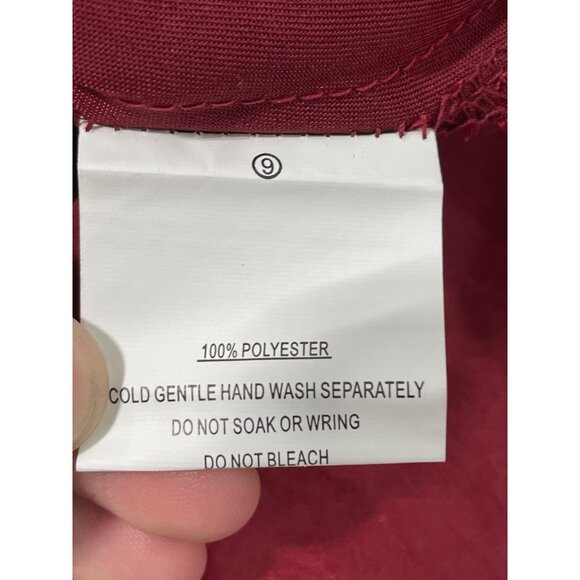 9
100% POLYESTER
COLD GENTLE HAND WASH SEPARATELY
DO NOT SOAK OR WRING
DO NOT BLEACH